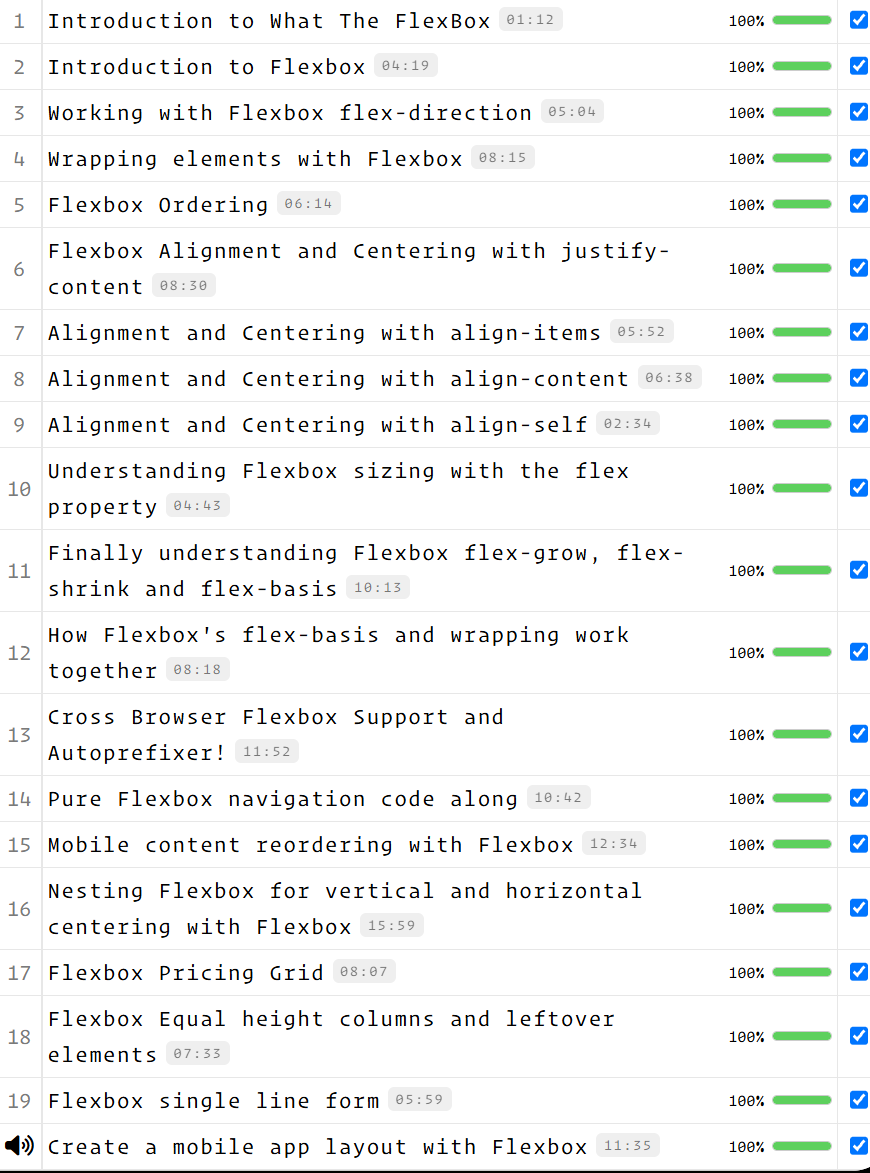 1 Introduction to What The FlexBox 01:12 100%
2 Introduction to Flexbox 04:19 100%
3 Working with Flexbox flex-direction 05:04 100%
4 Wrapping elements with Flexbox 08:15 100%
5 Flexbox Ordering 06:14 100%
6 Flexbox Alignment and Centering with justify-
content 08:30 100%
7 Alignment and Centering with align-items 05:52 100%
8 Alignment and Centering with align-content 06:38 100%
9 Alignment and Centering with align-self 02:34 100%
10 Understanding Flexbox sizing with the flex
property 04:43 100%
11 Finally understanding Flexbox flex-grow, flex-
shrink and flex-basis 10:13 100%
12 How Flexbox's flex-basis and wrapping work
together 08:18 100%
13 Cross Browser Flexbox Support and
Autoprefixer! 11:52 100%
14 Pure Flexbox navigation code along 10:42 100%
15 Mobile content reordering with Flexbox 12:34 100%
16 Nesting Flexbox for vertical and horizontal
centering with Flexbox 15:59 100%
17 Flexbox Pricing Grid 08:07 100%
18 Flexbox Equal height columns and leftover
elements 07:33 100%
19 Flexbox single line form 05:59 100%
Create a mobile app layout with Flexbox 11:35 100%